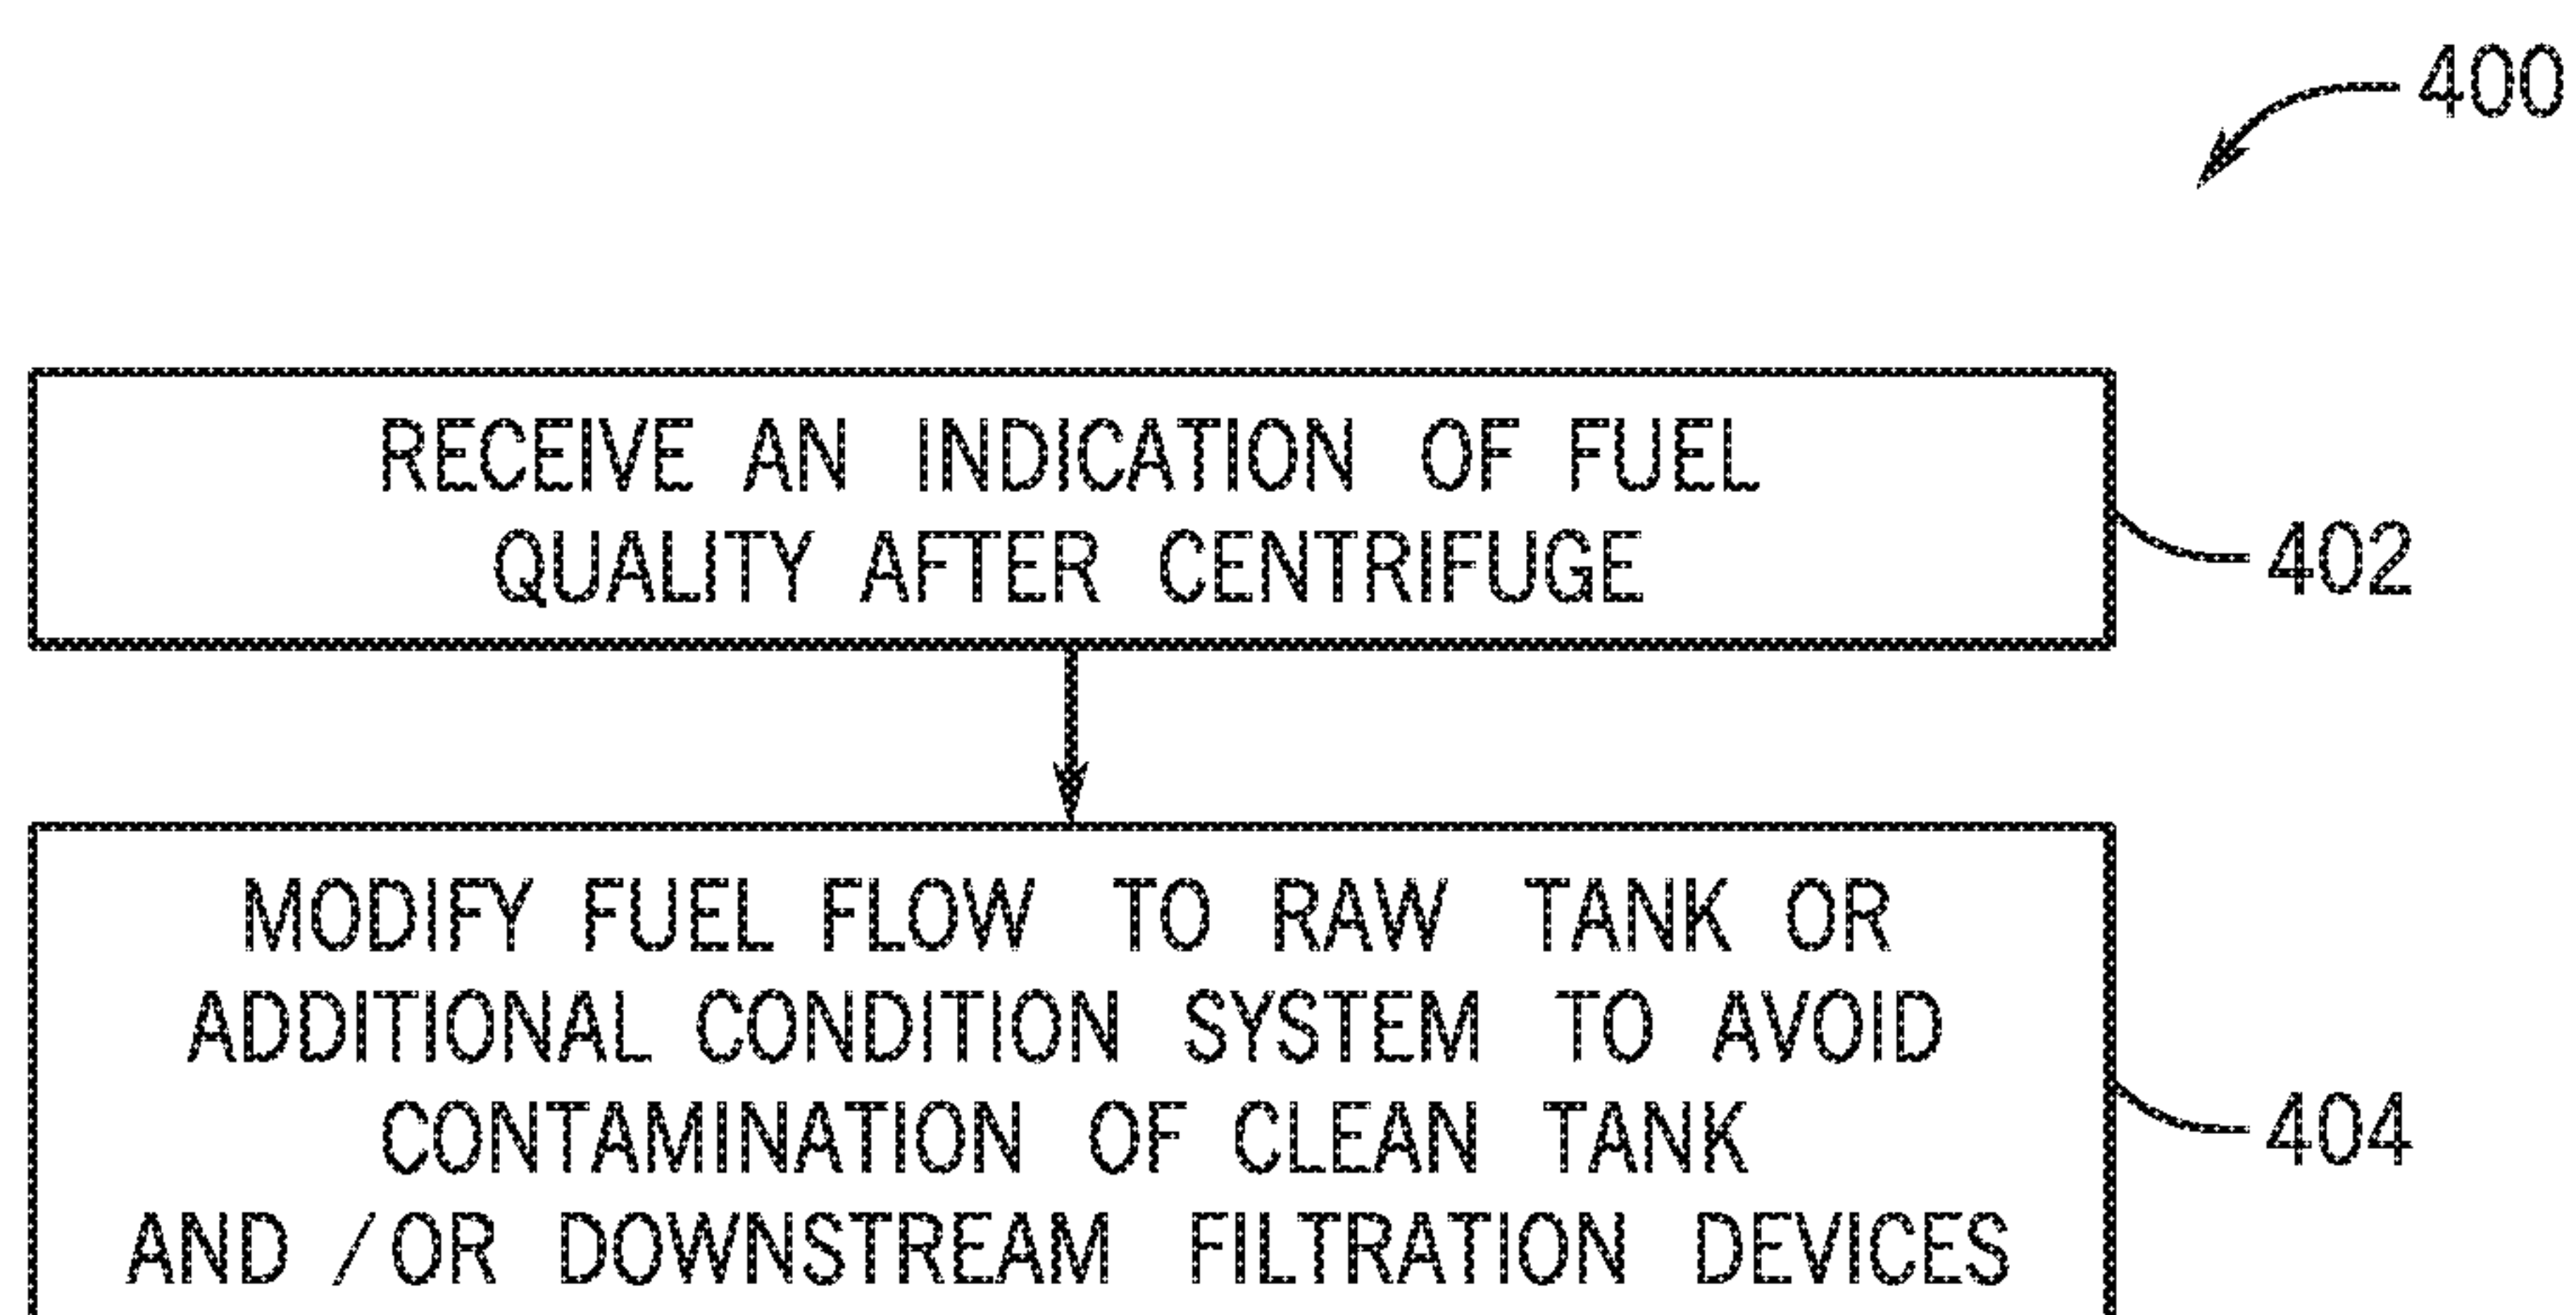 400
RECEIVE AN INDICATION OF FUEL
QUALITY AFTER CENTRIFUGE
402
MODIFY FUEL FLOW TO RAW TANK OR
ADDITIONAL CONDITION SYSTEM TO AVOID
CONTAMINATION OF CLEAN TANK
AND /OR DOWNSTREAM FILTRATION DEVICES
404